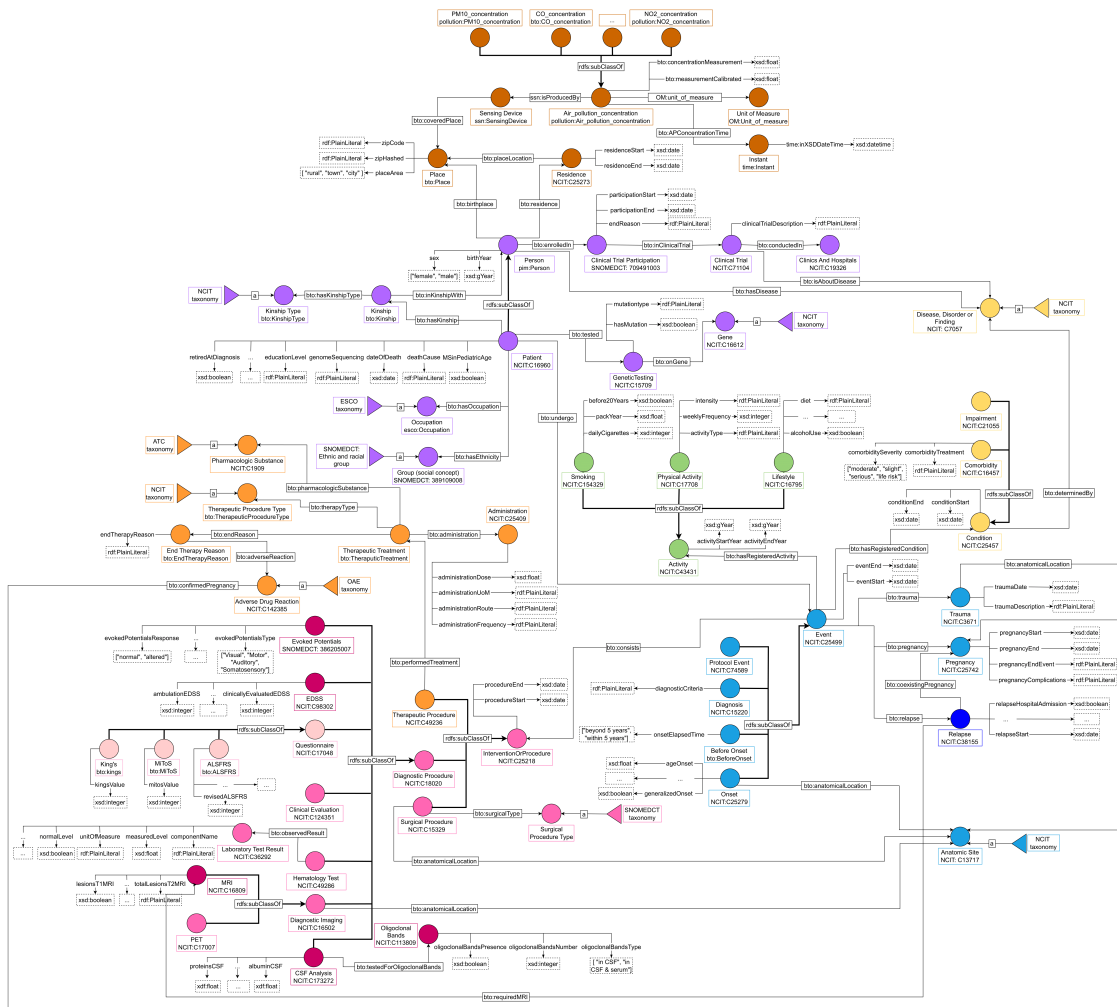 PM10_concentration
pollution:PM10_concentration
CO_concentration
bto:CO_concentration
...
NO2_concentration
pollution:NO2_concentration
rdfs:subClassOf
bto:concentrationMeasurement
xsd:float
bto:measurementCalibrated
xsd:float
ssn:isProducedBy
OM:unit_of_measure
Sensing Device
ssn:SensingDevice
Air_pollution_concentration
pollution:Air_pollution_concentration
Unit of Measure
OM:Unit_of_measure
bto:coveredPlace
bto:APConcentrationTime
rdf:PlainLiteral
zipCode
rdf:PlainLiteral
zipHashed
[ "rural", "town", "city" ]
placeArea
bto:placeLocation
residenceStart
xsd:date
residenceEnd
xsd:date
time:inXSDDateTime
xsd:datetime
Instant
time:Instant
Place
bto:Place
Residence
NCIT:C25273
bto:birthplace
bto:residence
participationStart
xsd:date
participationEnd
xsd:date
endReason
rdf:PlainLiteral
clinicalTrialDescription
rdf:PlainLiteral
bto:enrolledIn
bto:inClinicalTrial
bto:conductedIn
sex
birthYear
["female", "male"]
xsd:gYear
Person
pim:Person
Clinical Trial Participation
SNOMEDCT: 709491003
Clinical Trial
NCIT:C71104
Clinics And Hospitals
NCIT:C19326
bto:isAboutDisease
bto:hasDisease
NCIT
taxonomy
a
bto:hasKinshipType
bto:inKinshipWith
rdfs:subClassOf
Kinship Type
bto:KinshipType
Kinship
bto:Kinship
bto:hasKinship
mutationtype
rdf:PlainLiteral
hasMutation
xsd:boolean
a
NCIT
taxonomy
Gene
NCIT:C16612
a
NCIT
taxonomy
Disease, Disorder or
Finding
NCIT: C7057
bto:tested
bto:onGene
GeneticTesting
NCIT:C15709
Patient
NCIT:C16960
retiredAtDiagnosis
...
educationLevel
genomeSequencing
dateOfDeath
deathCause
MSinPediatricAge
xsd:boolean
...
rdf:PlainLiteral
rdf:PlainLiteral
xsd:date
rdf:PlainLiteral
xsd:boolean
ESCO
taxonomy
a
bto:hasOccupation
Occupation
esco:Occupation
bto:undergo
before20Years
xsd:boolean
packYear
xsd:float
dailyCigarettes
xsd:integer
intensity
rdf:PlainLiteral
weeklyFrequency
xsd:integer
activityType
rdf:PlainLiteral
diet
rdf:PlainLiteral
...
...
alcoholUse
xsd:boolean
Impairment
NCIT:C21055
ATC
taxonomy
a
Pharmacologic Substance
NCIT:C1909
SNOMEDCT:
Ethnic and racial
group
a
bto:hasEthnicity
Group (social concept)
SNOMEDCT: 389109008
Smoking
NCIT:C154329
Physical Activity
NCIT:C17708
Lifestyle
NCIT:C16795
comorbiditySeverity
comorbidityTreatment
["moderate", "slight",
"serious", "life risk"]
rdf:PlainLiteral
Comorbidity
NCIT:C16457
rdfs:subClassOf
bto:pharmacologicSubstance
NCIT
taxonomy
a
bto:therapyType
Therapeutic Procedure Type
bto:TherapeuticProcedureType
rdfs:subClassOf
bto:determinedBy
conditionEnd
conditionStart
xsd:date
xsd:date
Condition
NCIT:C25457
Administration
NCIT:C25409
endTherapyReason
rdf:PlainLiteral
bto:endReason
bto:administration
End Therapy Reason
bto:EndTherapyReason
Therapeutic Treatment
bto:TheraputicTreatment
bto:adverseReaction
xsd:gYear
xsd:gYear
activityStartYear
activityEndYear
bto:hasRegisteredActivity
bto:hasRegisteredCondition
Activity
NCIT:C43431
bto:confirmedPregnancy
a
OAE
taxonomy
Adverse Drug Reaction
NCIT:C142385
administrationDose
xsd:float
administrationUoM
rdf:PlainLiteral
administrationRoute
rdf:PlainLiteral
administrationFrequency
rdf:PlainLiteral
eventEnd
xsd:date
eventStart
xsd:date
bto:anatomicalLocation
bto:trauma
traumaDate
xsd:date
traumaDescription
rdf:PlainLiteral
Trauma
NCIT:C3671
Event
NCIT:C25499
evokedPotentialsResponse
...
evokedPotentialsType
["normal", "altered"]
...
["Visual", "Motor",
"Auditory",
"Somatosensory"]
Evoked Potentials
SNOMEDCT: 386205007
bto:consists
Protocol Event
NCIT:C74589
bto:pregnancy
pregnancyStart
xsd:date
pregnancyEnd
xsd:date
pregnancyEndEvent
rdf:PlainLiteral
pregnancyComplications
rdf:PlainLiteral
Pregnancy
NCIT:C25742
bto:performedTreatment
ambulationEDSS
...
clinicallyEvaluatedEDSS
xsd:integer
...
xsd:integer
EDSS
NCIT:C98302
procedureEnd
xsd:date
procedureStart
xsd:date
rdf:PlainLiteral
diagnosticCriteria
Diagnosis
NCIT:C15220
bto:coexistingPregnancy
Therapeutic Procedure
NCIT:C49236
rdfs:subClassOf
bto:relapse
relapseHospitalAdmission
xsd:boolean
...
...
relapseStart
xsd:date
Relapse
NCIT:C38155
["beyond 5 years",
"within 5 years"]
onsetElapsedTime
Before Onset
bto:BeforeOnset
rdfs:subClassOf
Questionnaire
NCIT:C17048
rdfs:subClassOf
rdfs:subClassOf
InterventionOrProcedure
NCIT:C25218
King's
bto:kings
MiToS
bto:MiToS
ALSFRS
bto:ALSFRS
kingsValue
mitosValue
...
...
revisedALSFRS
xsd:integer
xsd:integer
xsd:integer
Diagnostic Procedure
NCIT:C18020
xsd:float
ageOnset
...
...
xsd:boolean
generalizedOnset
Onset
NCIT:C25279
bto:anatomicalLocation
Clinical Evaluation
NCIT:C124351
Surgical Procedure
NCIT:C15329
bto:surgicalType
a
SNOMEDCT
taxonomy
Surgical
Procedure Type
normalLevel
unitOfMeasure
measuredLevel
componentName
...
xsd:boolean
rdf:PlainLiteral
xsd:float
rdf:PlainLiteral
bto:observedResult
Laboratory Test Result
NCIT:C36292
Hematology Test
NCIT:C49286
bto:anatomicalLocation
Anatomic Site
NCIT: C13717
a
NCIT
taxonomy
lesionsT1MRI
...
totalLesionsT2MRI
xsd:boolean
...
rdf:PlainLiteral
MRI
NCIT:C16809
rdfs:subClassOf
bto:anatomicalLocation
Diagnostic Imaging
NCIT:C16502
PET
NCIT:C17007
Oligoclonal
Bands
NCIT:C113809
oligoclonalBandsPresence
oligoclonalBandsNumber
oligoclonalBandsType
xsd:boolean
xsd:integer
[ "in CSF", "in
CSF & serum"]
proteinsCSF
...
albuminCSF
xdf:float
...
xdf:float
bto:testedForOligoclonalBands
CSF Analysis
NCIT:C173272
bto:requiredMRI